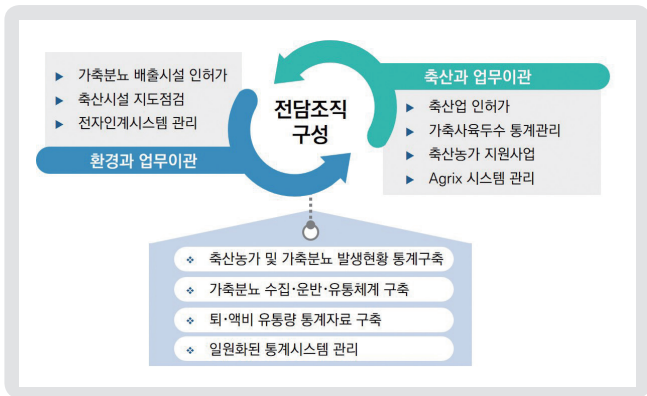 가축분뇨 배출시설 인허가
축산시설 지도점검
전자인계시스템 관리
환경과 업무이관
전담조직
구성
축산과 업무이관
축산업 인허가
가축사육두수 통계관리
축산농가 지원사업
Agrix 시스템 관리
축산농가 및 가축분뇨 발생현황 통계구축
가축분뇨 수집·운반·유통체계 구축
퇴·액비 유통량 통계자료 구축
일원화된 통계시스템 관리